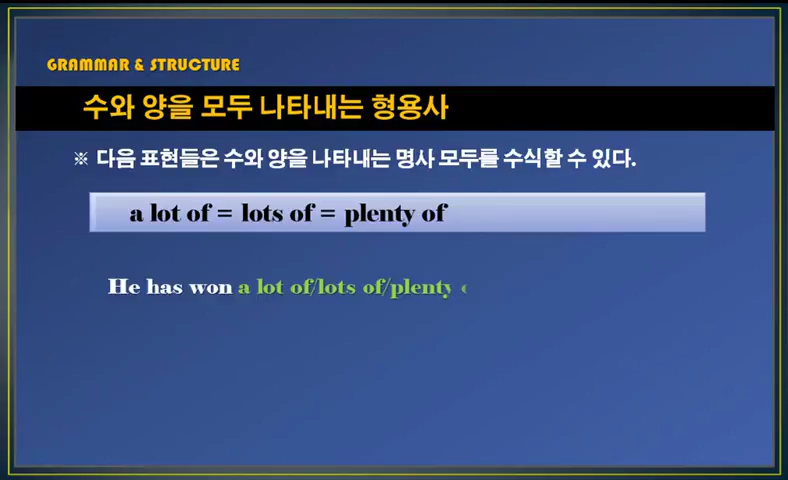 GRAMMAR & STRUCTURE
수와 양을 모두 나타내는 형용사
※ 다음 표현들은 수와 양을 나타내는 명사 모두를 수식할 수 있다.
a lot of = lots of = plenty of
He has won a lot of/lots of/plenty